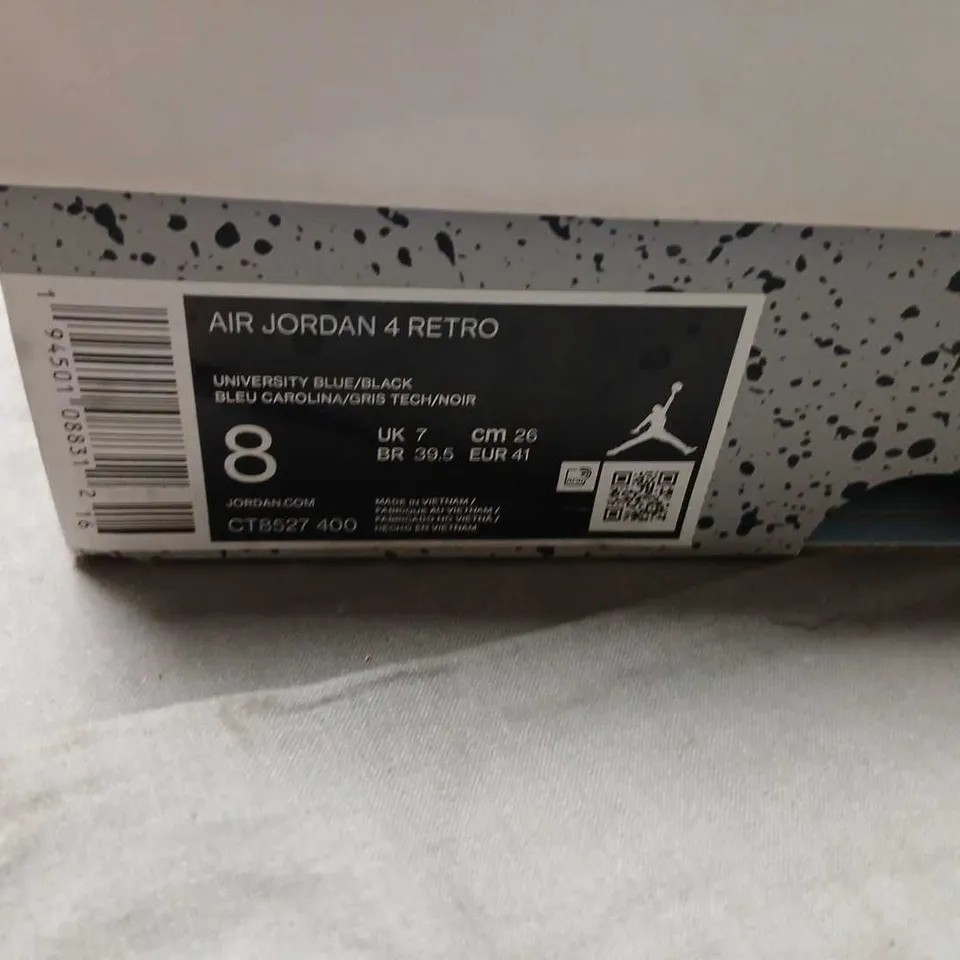 AIR JORDAN 4 RETRO
UNIVERSITY BLUE/BLACK
BLEU CAROLINA/GRIS TECH/NOIR
8
UK 7 cm 26
BR 39.5 EUR 41
JORDAN.COM
CT8527 400
MADE IN VIETNAM /
FABRIQUE AU VIETNAM /
FABRICADO NO VIETNÃ /
HECHO EN VIETNAM
1 94501 08831 2 16